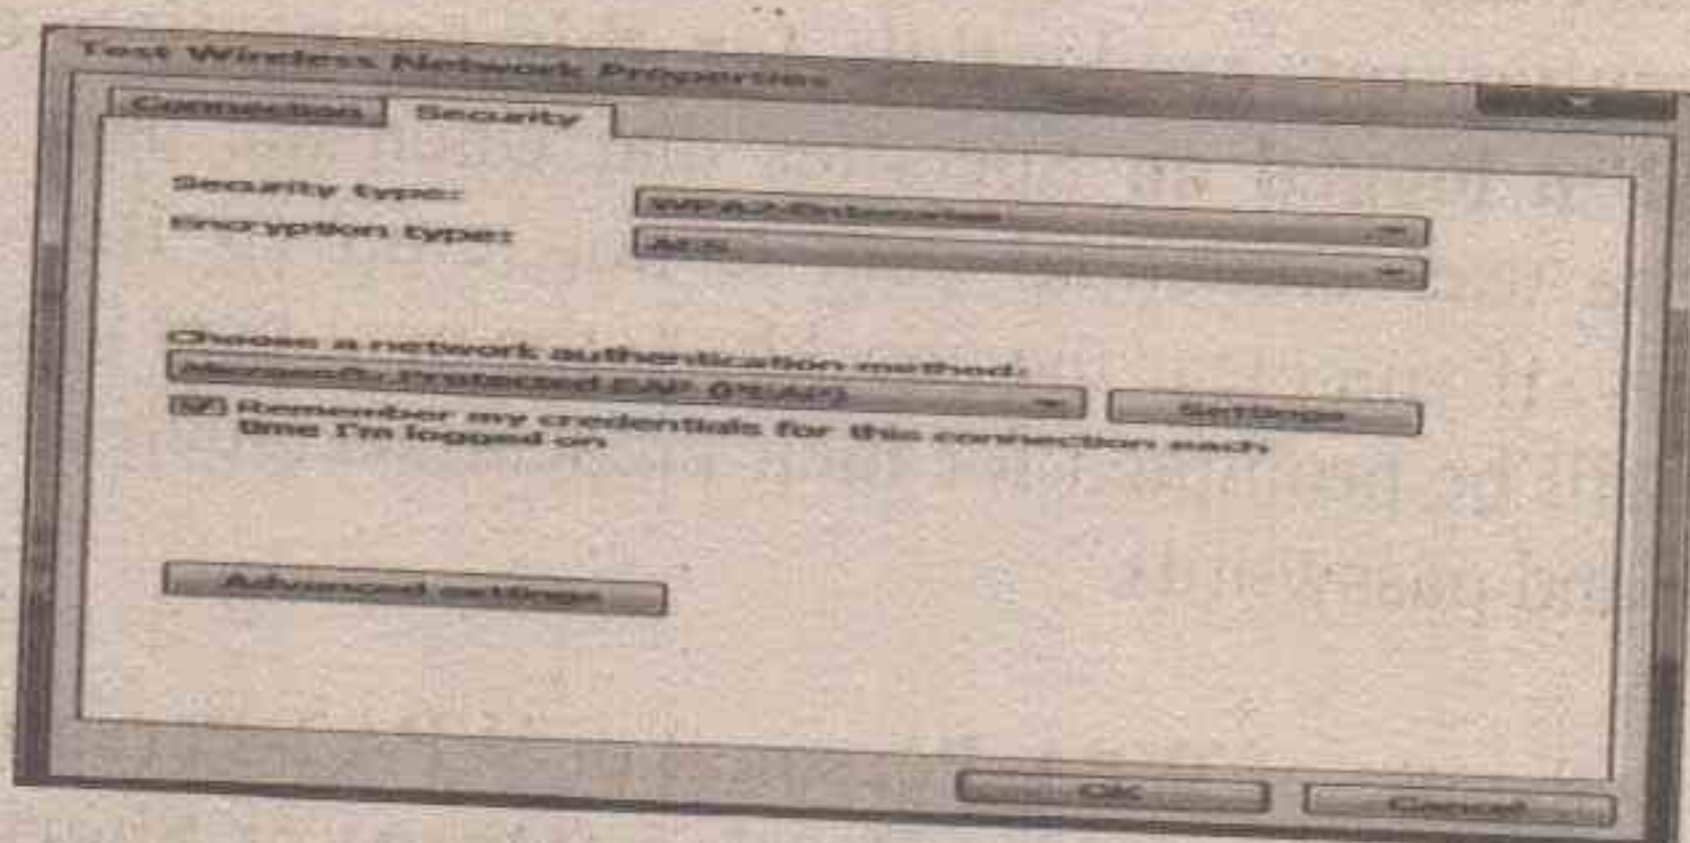 Test Wireless Network Properties
Connection Security
Security type: WPA2-Enterprise
Encryption type: AES
Choose a network authentication method:
Microsoft: Protected EAP (PEAP) Settings
Remember my credentials for this connection each
time I'm logged on
Advanced settings
OK Cancel